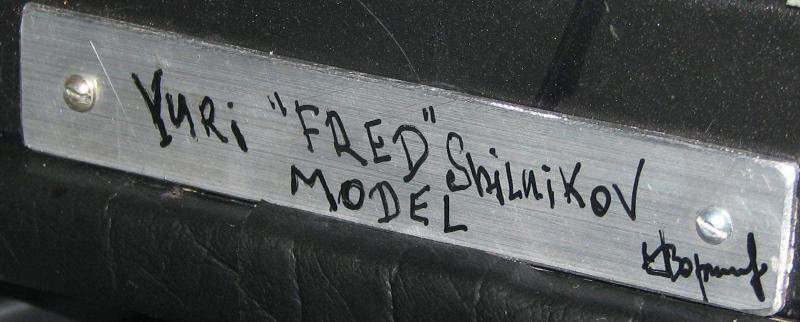 YURi "FRED" ShiLNiKOV
MODEL